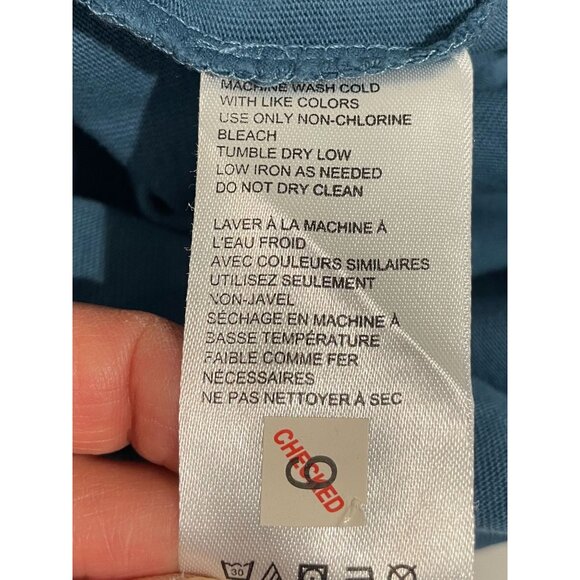 MACHINE WASH COLD
WITH LIKE COLORS
USE ONLY NON-CHLORINE
BLEACH
TUMBLE DRY LOW
LOW IRON AS NEEDED
DO NOT DRY CLEAN
LAVER À LA MACHINE À
L'EAU FROID
AVEC COULEURS SIMILAIRES
UTILISEZ SEULEMENT
NON-JAVEL
SÉCHAGE EN MACHINE À
BASSE TEMPÉRATURE
FAIBLE COMME FER
NÉCESSAIRES
NE PAS NETTOYER À SEC
CHECKED
30